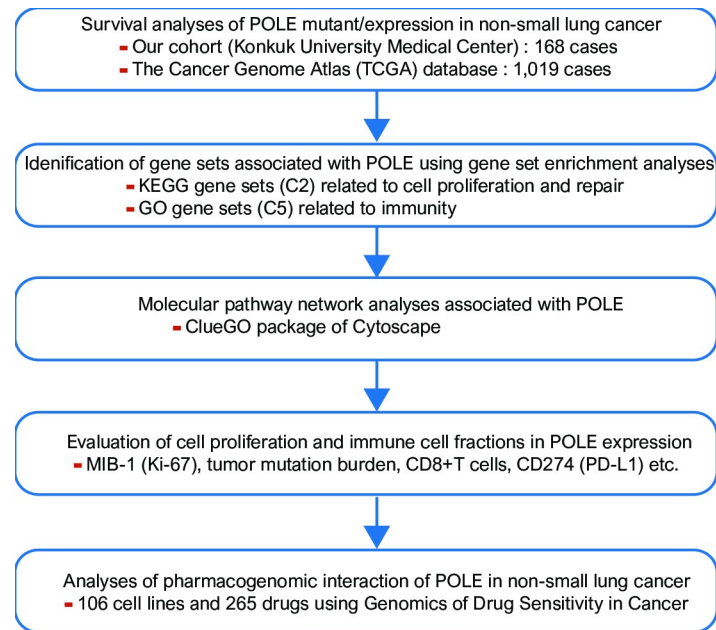 Survival analyses of POLE mutant/expression in non-small lung cancer
- Our cohort (Konkuk University Medical Center) : 168 cases
- The Cancer Genome Atlas (TCGA) database : 1,019 cases
Idenification of gene sets associated with POLE using gene set enrichment analyses
- KEGG gene sets (C2) related to cell proliferation and repair
- GO gene sets (C5) related to immunity
Molecular pathway network analyses associated with POLE
- ClueGO package of Cytoscape
Evaluation of cell proliferation and immune cell fractions in POLE expression
- MIB-1 (Ki-67), tumor mutation burden, CD8+T cells, CD274 (PD-L1) etc.
Analyses of pharmacogenomic interaction of POLE in non-small lung cancer
- 106 cell lines and 265 drugs using Genomics of Drug Sensitivity in Cancer